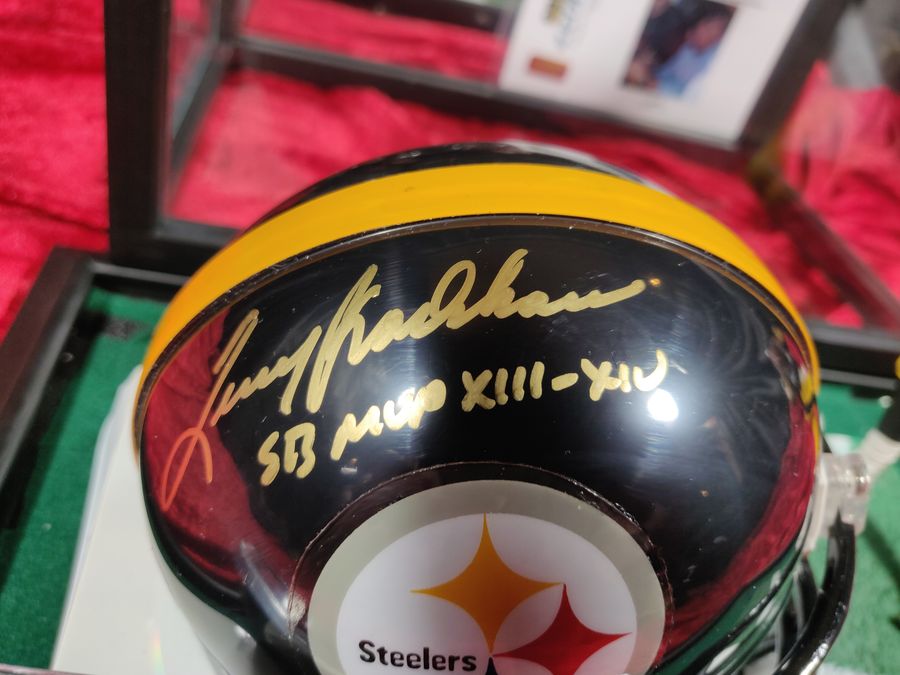 Terry Bradshaw
SB MVP XIII-XIV
Steelers